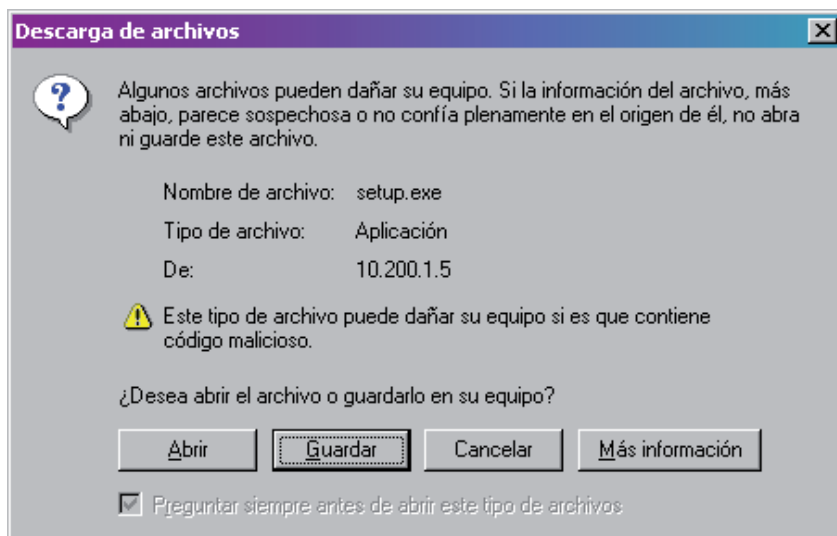 Descarga de archivos
Algunos archivos pueden dañar su equipo. Si la información del archivo, más
abajo, parece sospechosa o no confía plenamente en el origen de él, no abra
ni guarde este archivo.
Nombre de archivo: setup.exe
Tipo de archivo: Aplicación
De: 10.200.1.5
Este tipo de archivo puede dañar su equipo si es que contiene
código malicioso.
¿Desea abrir el archivo o guardarlo en su equipo?
Abrir Guardar Cancelar Más información
Preguntar siempre antes de abrir este tipo de archivos